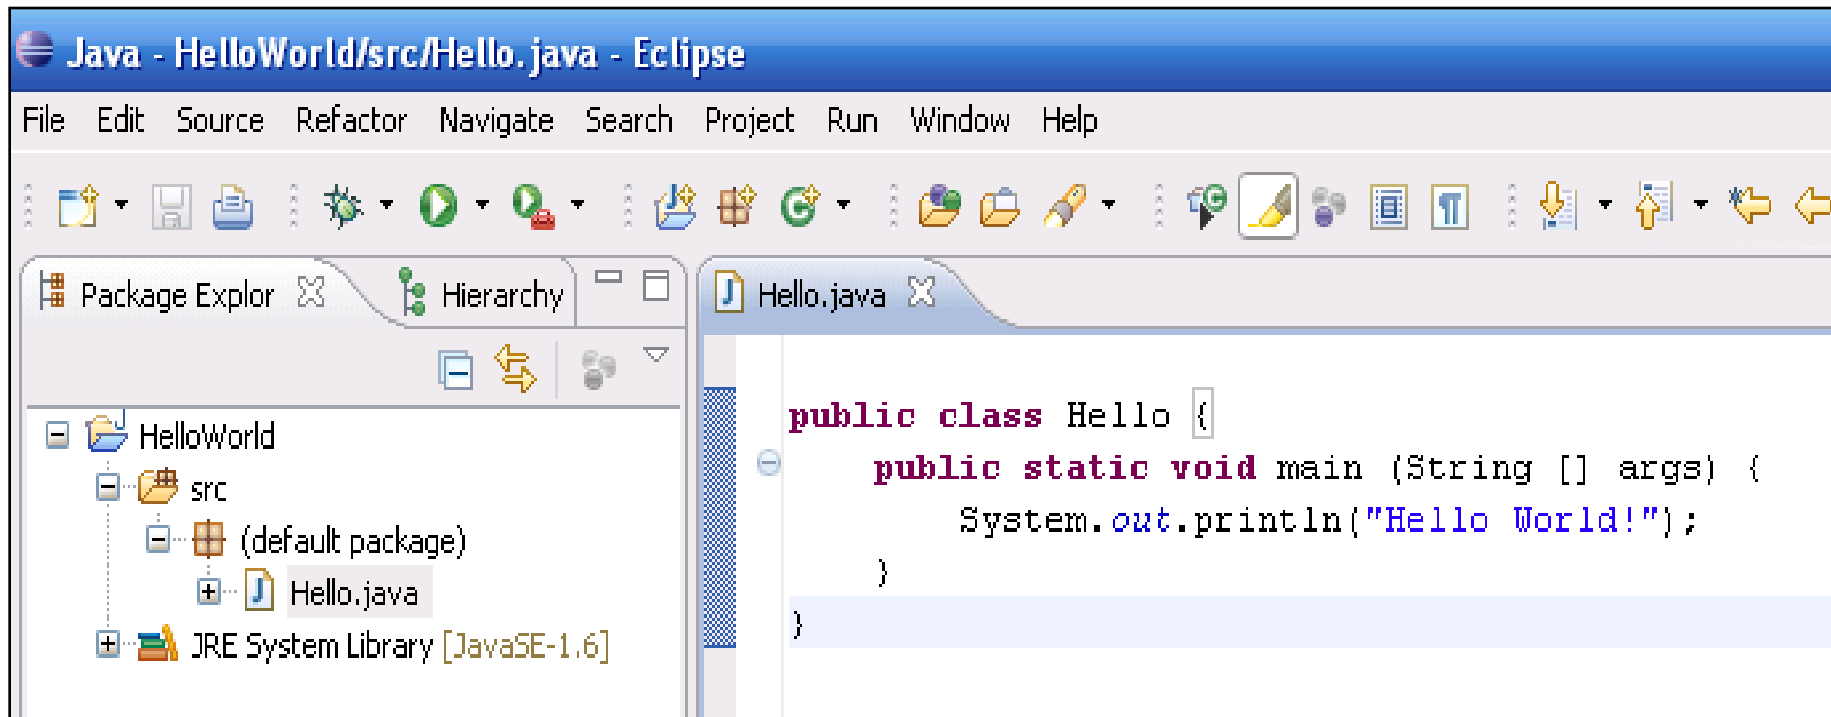 Java - HelloWorld/src/Hello.java - Eclipse
File Edit Source Refactor Navigate Search Project Run Window Help
Package Explor Hierarchy
Hello.java
HelloWorld
src
(default package)
Hello.java
JRE System Library [JavaSE-1.6]
public class Hello {
public static void main (String [] args) {
System.out.println("Hello World!");
}
}